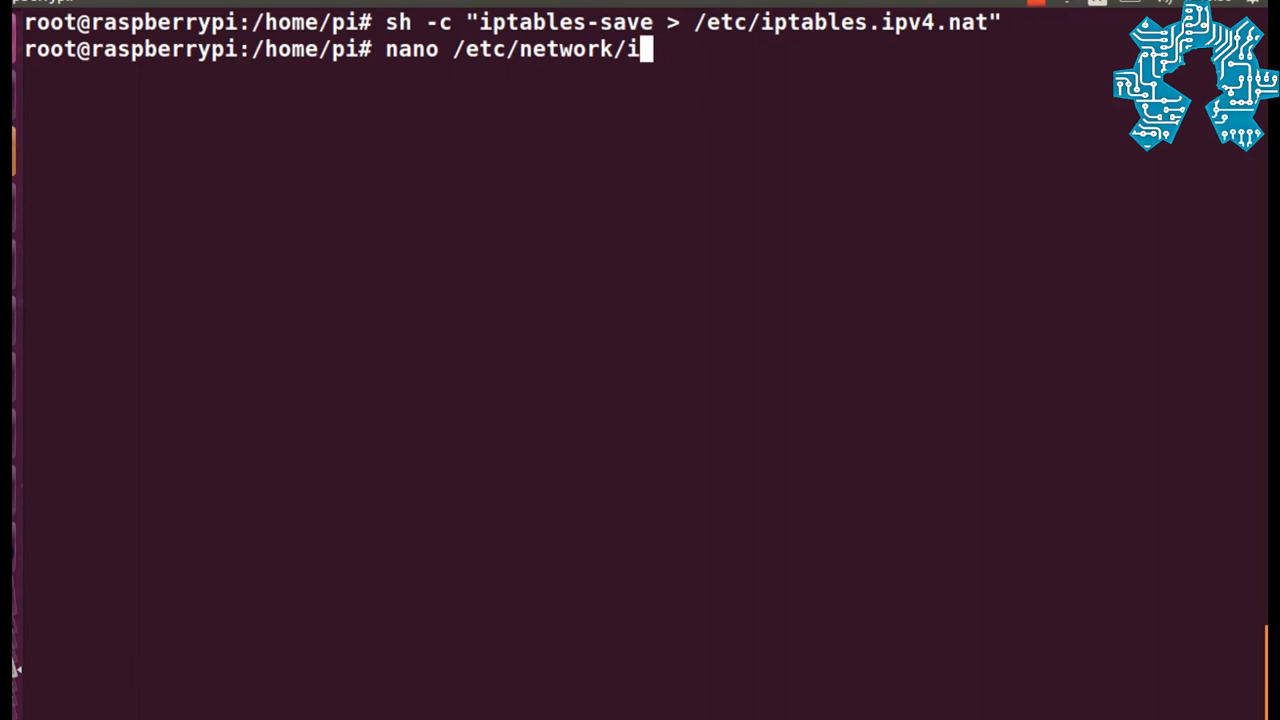 root@raspberrypi:/home/pi# sh -c "iptables-save > /etc/iptables.ipv4.nat"
root@raspberrypi:/home/pi# nano /etc/network/i